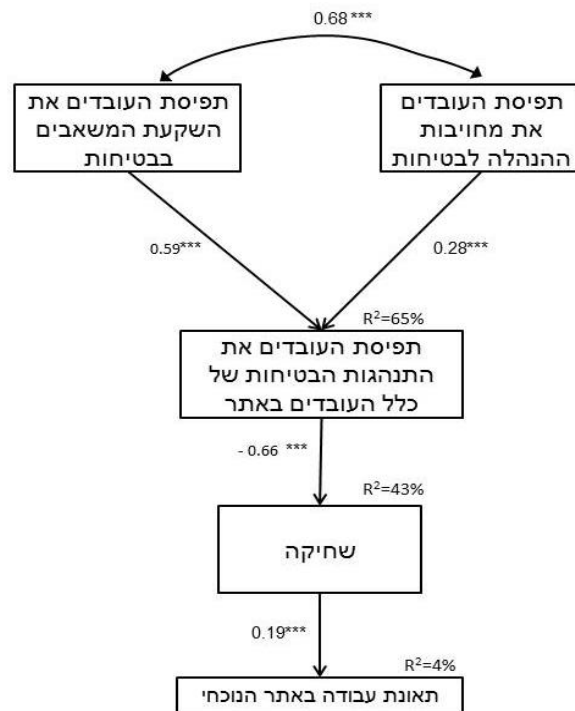 0.68 ***
תפיסת העובדים
את מחויבות
ההנהלה לבטיחות
תפיסת העובדים את
השקעת המשאבים
בבטיחות
0.28***
0.59***
R²=65%
תפיסת העובדים את
התנהגות הבטיחות של
כלל העובדים באתר
- 0.66 ***
R²=43%
שחיקה
0.19***
R²=4%
תאונת עבודה באתר הנוכחי